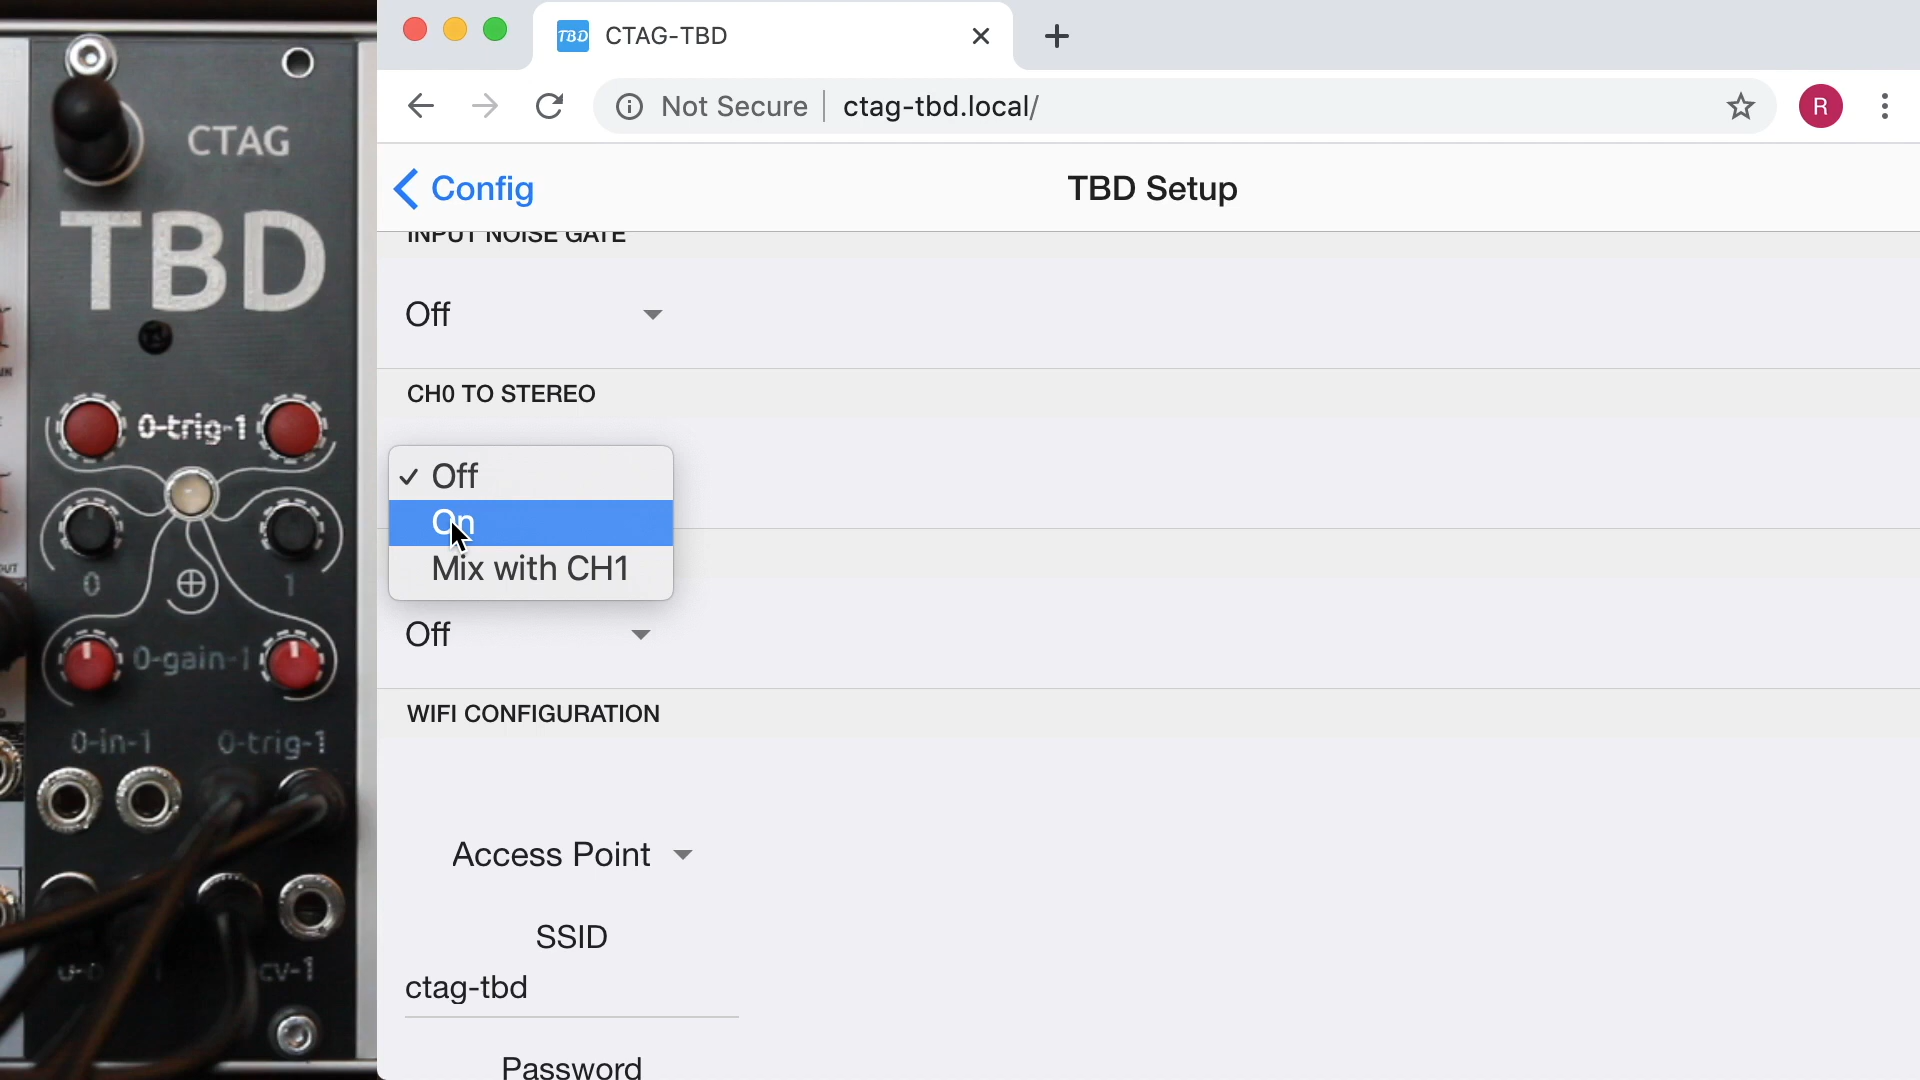 CTAG
TBD
0-trig-1
0
1
0-gain-1
0-in-1
0-trig-1
cv-1
TBD
CTAG-TBD
Not Secure
ctag-tbd.local/
R
Config
TBD Setup
INPUT NOISE GATE
Off
CH0 TO STEREO
✓ Off
On
Mix with CH1
Off
WIFI CONFIGURATION
Access Point
SSID
ctag-tbd
Password